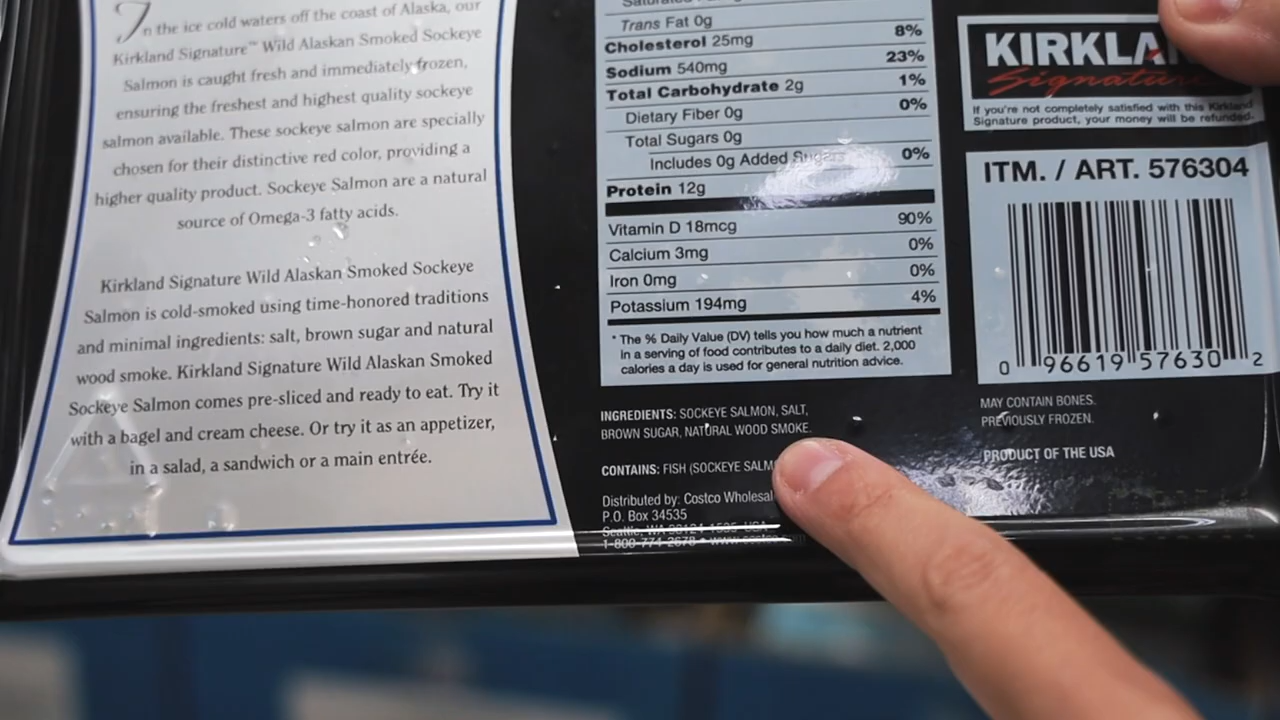 In the ice cold waters off the coast of Alaska, our
Kirkland Signature™ Wild Alaskan Smoked Sockeye
Salmon is caught fresh and immediately frozen,
ensuring the freshest and highest quality sockeye
salmon available. These sockeye salmon are specially
chosen for their distinctive red color, providing a
higher quality product. Sockeye Salmon are a natural
source of Omega-3 fatty acids.
Kirkland Signature Wild Alaskan Smoked Sockeye
Salmon is cold-smoked using time-honored traditions
and minimal ingredients: salt, brown sugar and natural
wood smoke. Kirkland Signature Wild Alaskan Smoked
Sockeye Salmon comes pre-sliced and ready to eat. Try it
with a bagel and cream cheese. Or try it as an appetizer,
in a salad, a sandwich or a main entrée.
Trans Fat 0g
Cholesterol 25mg 8%
Sodium 540mg 23%
Total Carbohydrate 2g 1%
Dietary Fiber 0g 0%
Total Sugars 0g
Includes 0g Added Sugars 0%
Protein 12g
Vitamin D 18mcg 90%
Calcium 3mg 0%
Iron 0mg 0%
Potassium 194mg 4%
* The % Daily Value (DV) tells you how much a nutrient
in a serving of food contributes to a daily diet. 2,000
calories a day is used for general nutrition advice.
INGREDIENTS: SOCKEYE SALMON, SALT,
BROWN SUGAR, NATURAL WOOD SMOKE.
CONTAINS: FISH (SOCKEYE SALM
Distributed by: Costco Wholesal
P.O. Box 34535
Seattle, WA 98124-1535 USA
1-800-774-2678 • www.costco
KIRKLA
Signature
If you're not completely satisfied with this Kirkland
Signature product, your money will be refunded.
ITM. / ART. 576304
0 96619 57630 2
MAY CONTAIN BONES.
PREVIOUSLY FROZEN.
PRODUCT OF THE USA